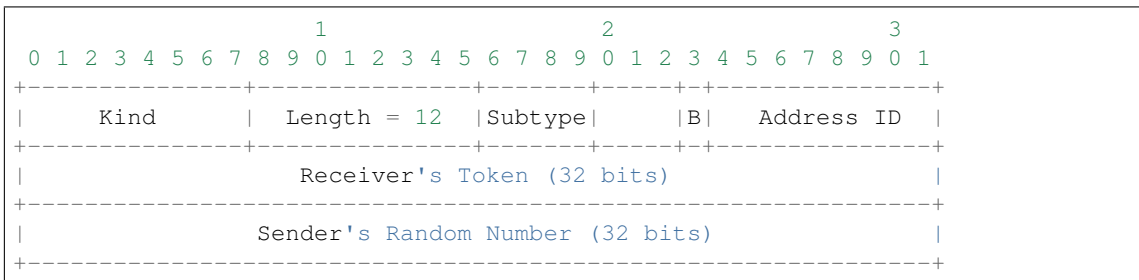 1                   2                   3
 0 1 2 3 4 5 6 7 8 9 0 1 2 3 4 5 6 7 8 9 0 1 2 3 4 5 6 7 8 9 0 1
+---------------+---------------+-------+-----+-+---------------+
|     Kind      |  Length = 12  |Subtype|     |B|   Address ID  |
+---------------+---------------+-------+-----+-+---------------+
|                   Receiver's Token (32 bits)                  |
+---------------------------------------------------------------+
|                Sender's Random Number (32 bits)               |
+---------------------------------------------------------------+